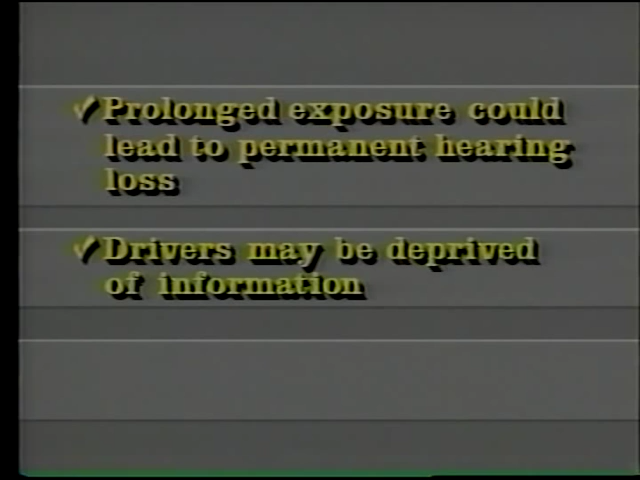 ✓Prolonged exposure could
lead to permanent hearing
loss
✓Drivers may be deprived
of information